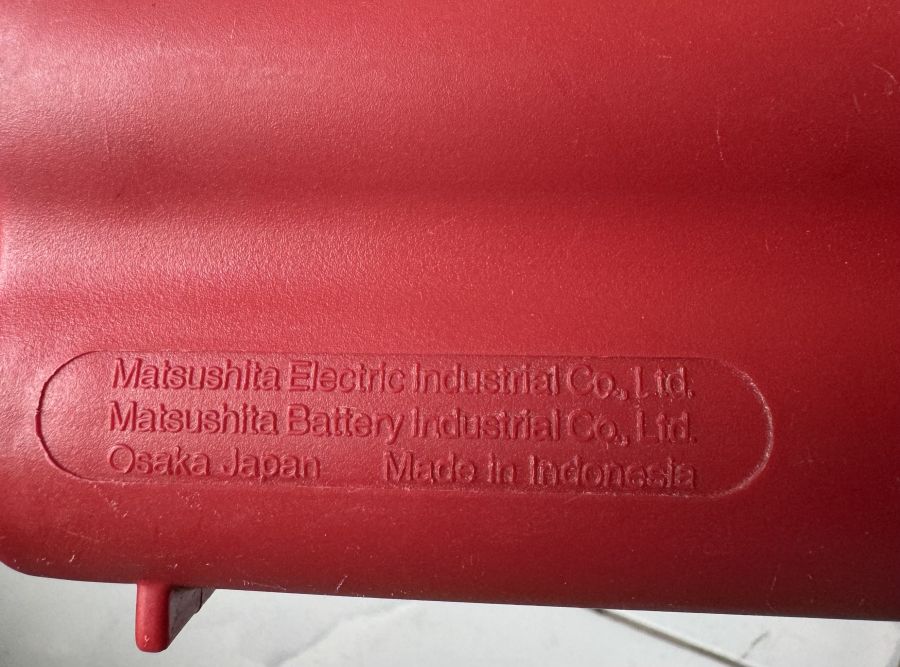 Matsushita Electric Industrial Co., Ltd.
Matsushita Battery Industrial Co., Ltd.
Osaka Japan Made in Indonesia